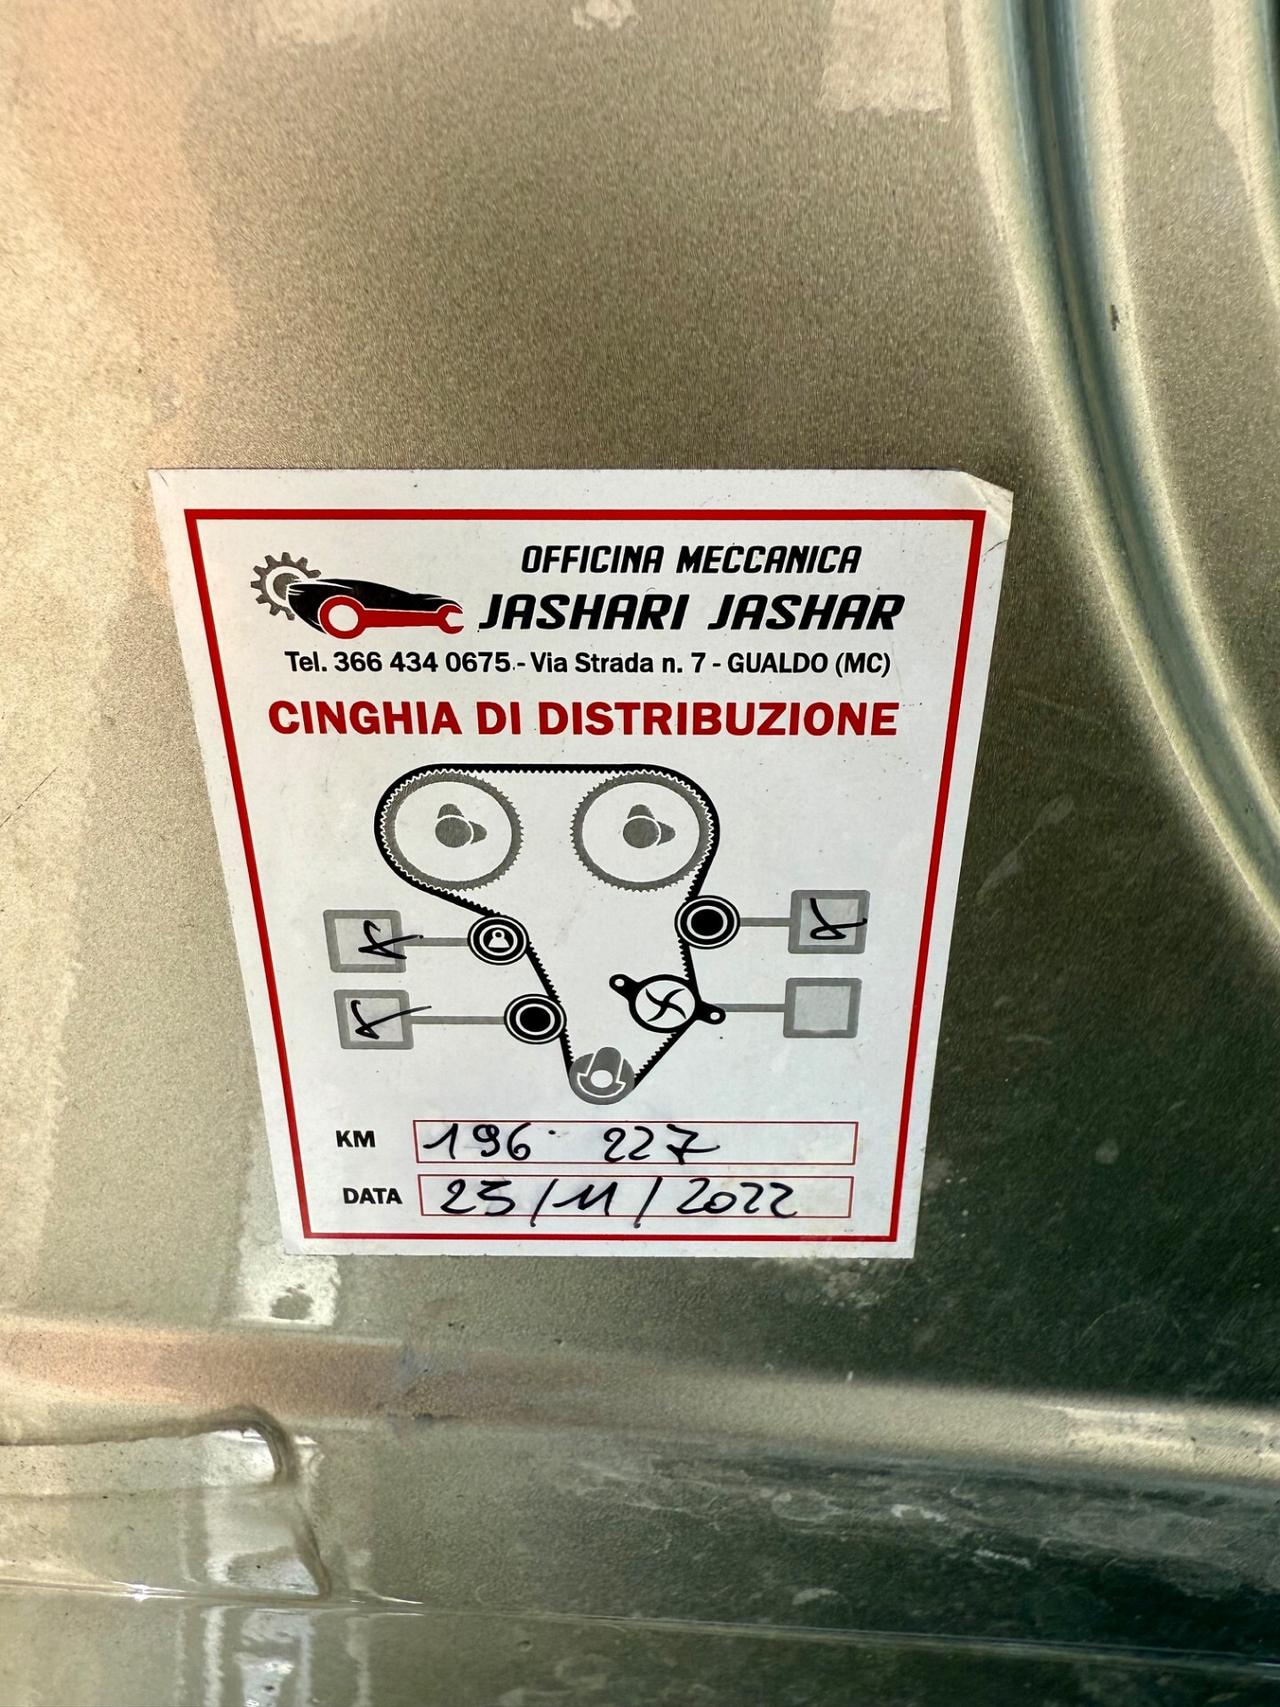 OFFICINA MECCANICA
JASHARI JASHAR
Tel. 366 434 0675 - Via Strada n. 7 - GUALDO (MC)
CINGHIA DI DISTRIBUZIONE
KM 196 227
DATA 25/11/2022